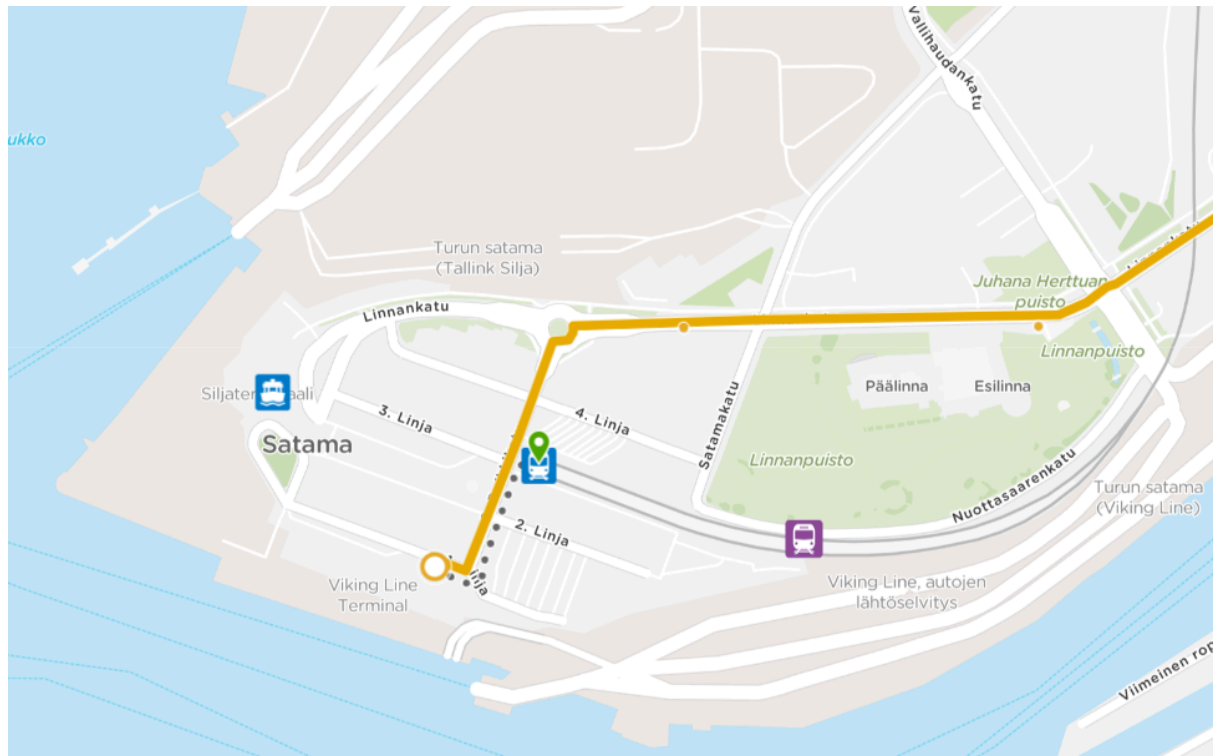 Vallihaudankatu
ukko
Turun satama
(Tallink Silja)
Juhana Herttuan
puisto
Linnankatu
Linnanpuisto
Päälinna
Esilinna
3. Linja
4. Linja
Satama
Satamakatu
Linnanpuisto
Nuottasaarenkatu
Turun satama
(Viking Line)
2. Linja
Viking Line
Terminal
Viking Line, autojen
lähtöselvitys
Viimeinen rop